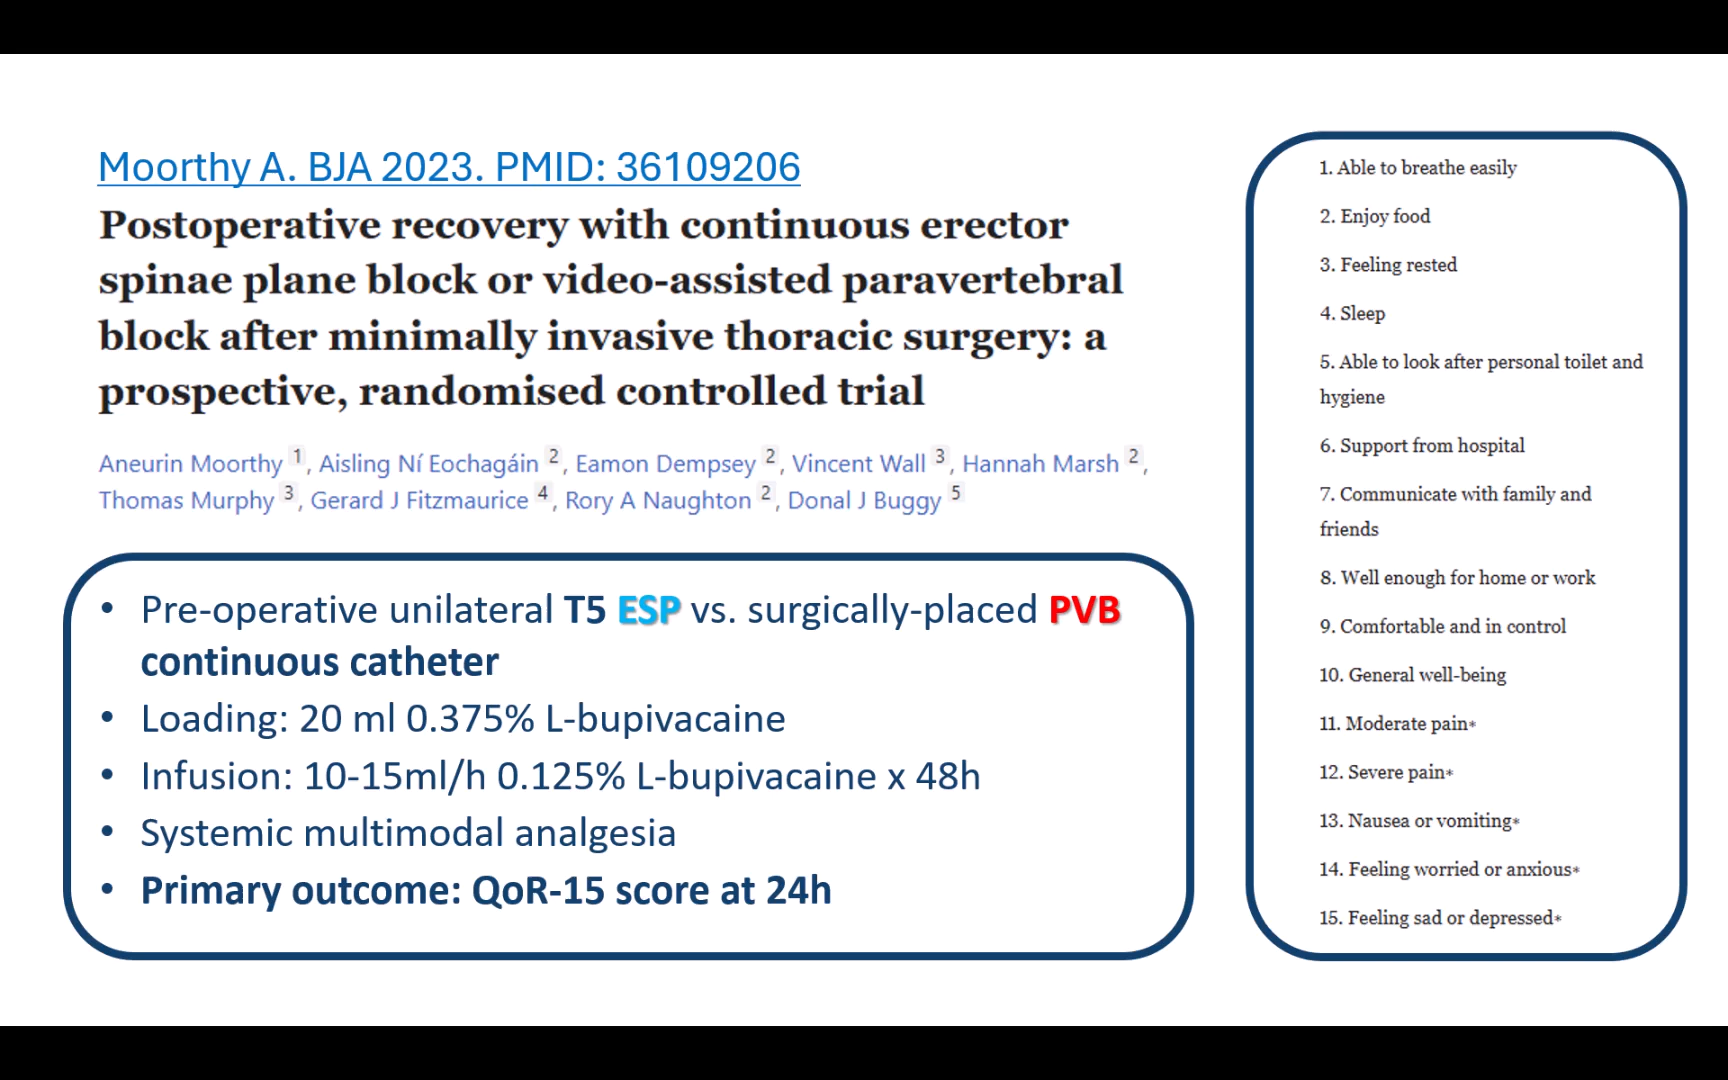 Moorthy A. BJA 2023. PMID: 36109206
Postoperative recovery with continuous erector
spinae plane block or video-assisted paravertebral
block after minimally invasive thoracic surgery: a
prospective, randomised controlled trial
Aneurin Moorthy 1, Aisling Ní Eochagáin 2, Eamon Dempsey 2, Vincent Wall 3, Hannah Marsh 2,
Thomas Murphy 3, Gerard J Fitzmaurice 4, Rory A Naughton 2, Donal J Buggy 5
• Pre-operative unilateral T5 ESP vs. surgically-placed PVB
continuous catheter
• Loading: 20 ml 0.375% L-bupivacaine
• Infusion: 10-15ml/h 0.125% L-bupivacaine x 48h
• Systemic multimodal analgesia
• Primary outcome: QoR-15 score at 24h
1. Able to breathe easily
2. Enjoy food
3. Feeling rested
4. Sleep
5. Able to look after personal toilet and
hygiene
6. Support from hospital
7. Communicate with family and
friends
8. Well enough for home or work
9. Comfortable and in control
10. General well-being
11. Moderate pain*
12. Severe pain*
13. Nausea or vomiting*
14. Feeling worried or anxious*
15. Feeling sad or depressed*